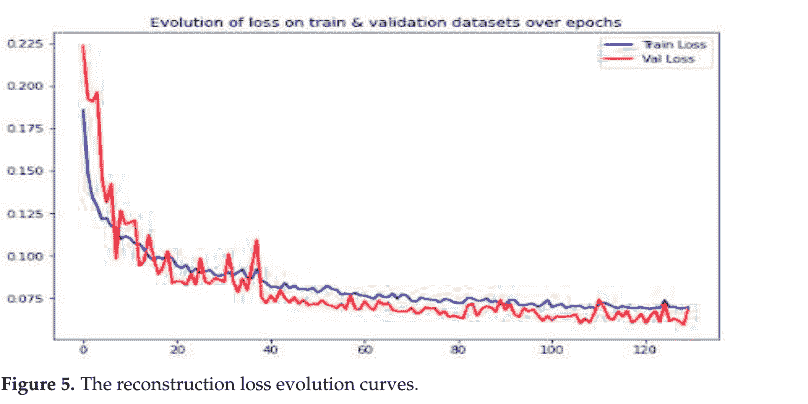 Evolution of loss on train & validation datasets over epochs
0.225
Train Loss
Val Loss
0.200
0.175
0.150
0.125
0.100
0.075
0 20 40 60 80 100 120
Figure 5. The reconstruction loss evolution curves.